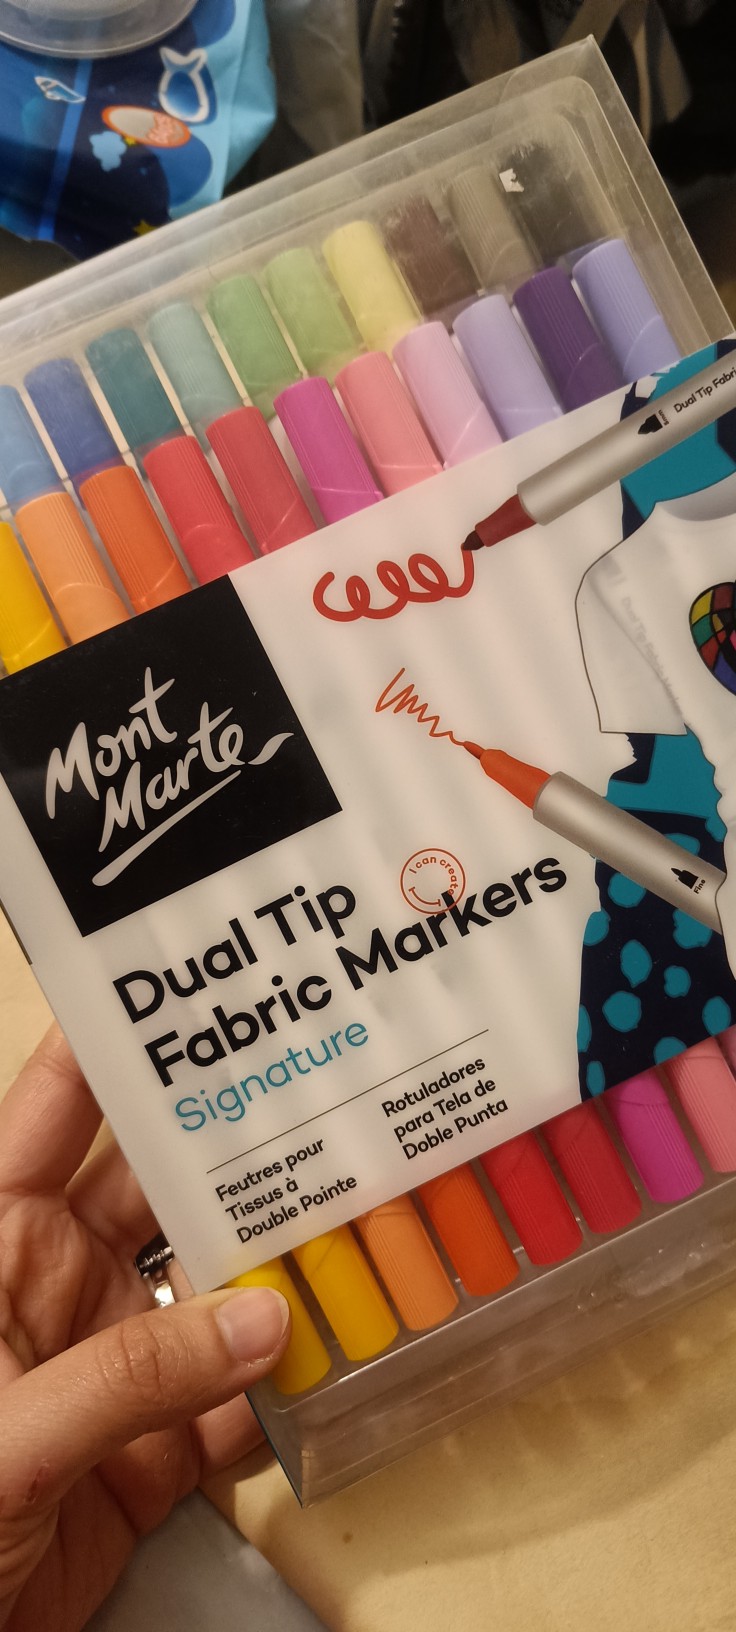 Dual Tip Fabri
Mont
Marte
I can create
Dual Tip
Fabric Markers
Signature
Fine
Feutres pour
Tissus à
Double Pointe
Rotuladores
para Tela de
Doble Punta